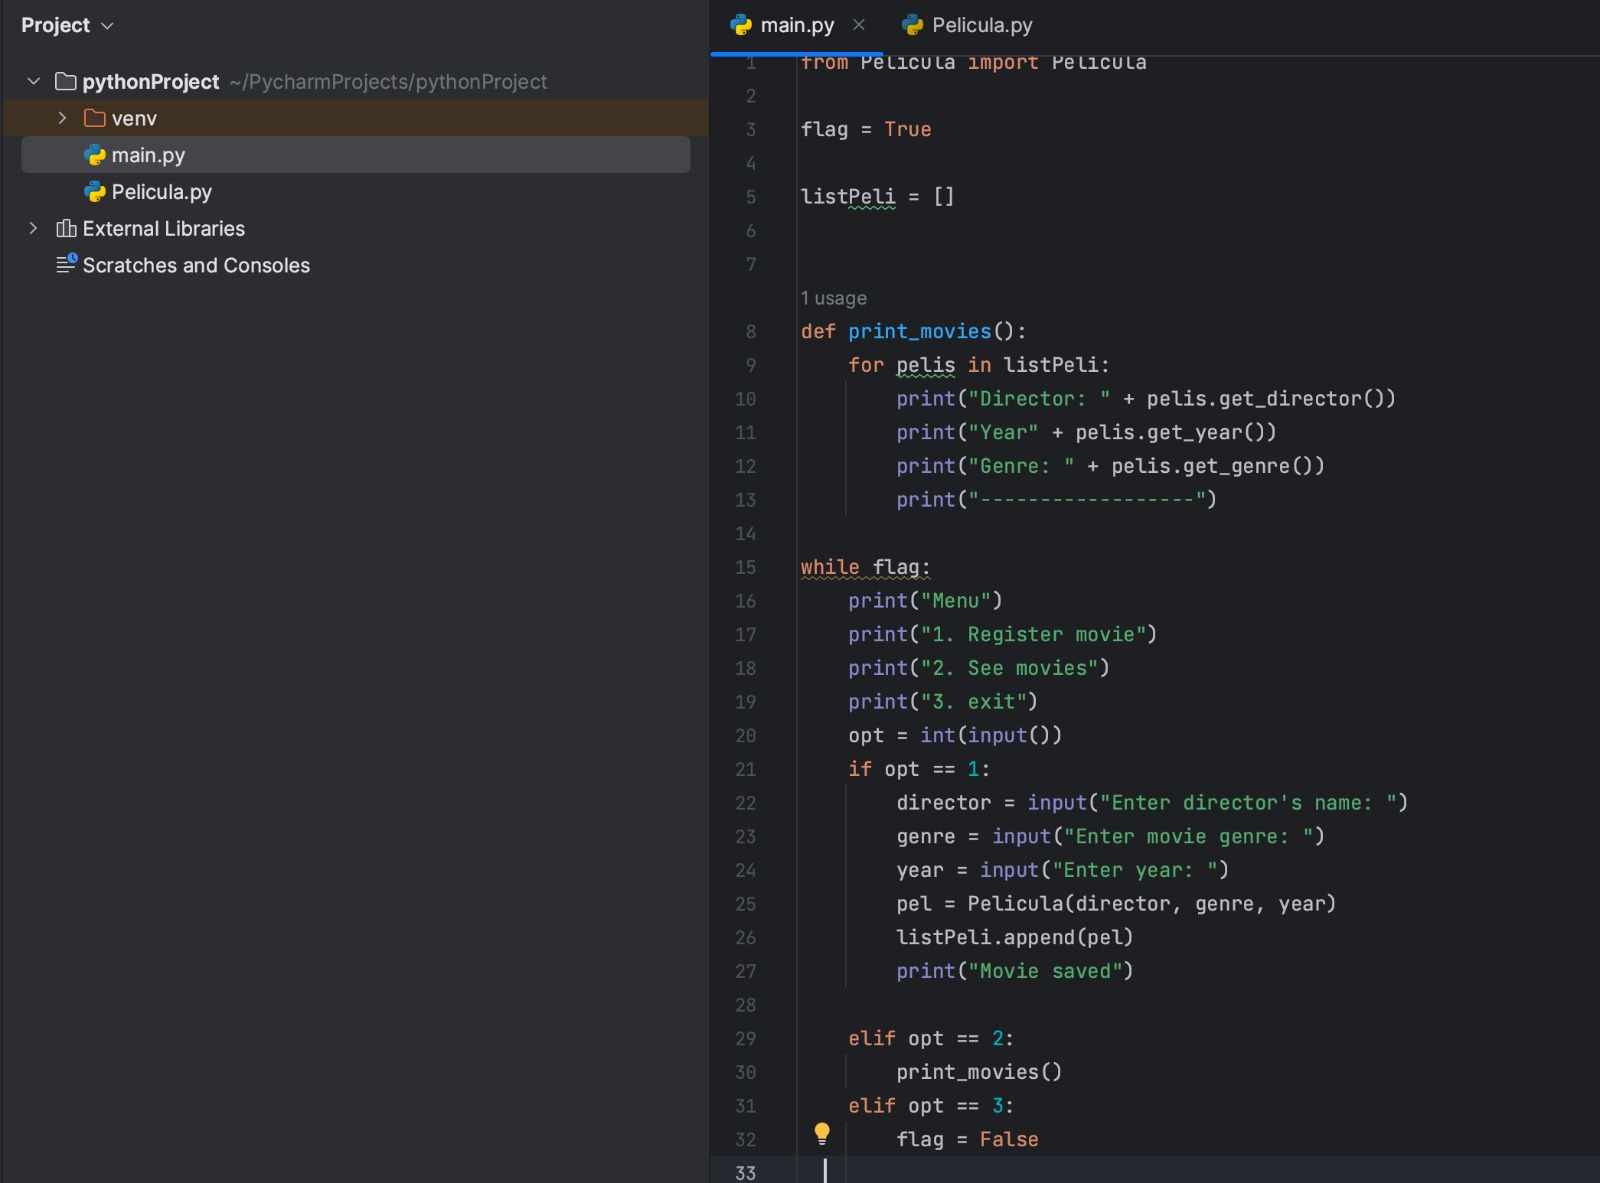 Project
pythonProject ~/PycharmProjects/pythonProject
venv
main.py
Pelicula.py
External Libraries
Scratches and Consoles
main.py
Pelicula.py
1 from Pelicula import Pelicula
2
3 flag = True
4
5 listPeli = []
6
7
1 usage
8 def print_movies():
9     for pelis in listPeli:
10         print("Director: " + pelis.get_director())
11         print("Year" + pelis.get_year())
12         print("Genre: " + pelis.get_genre())
13         print("------------------")
14
15 while flag:
16     print("Menu")
17     print("1. Register movie")
18     print("2. See movies")
19     print("3. exit")
20     opt = int(input())
21     if opt == 1:
22         director = input("Enter director's name: ")
23         genre = input("Enter movie genre: ")
24         year = input("Enter year: ")
25         pel = Pelicula(director, genre, year)
26         listPeli.append(pel)
27         print("Movie saved")
28
29     elif opt == 2:
30         print_movies()
31     elif opt == 3:
32         flag = False
33